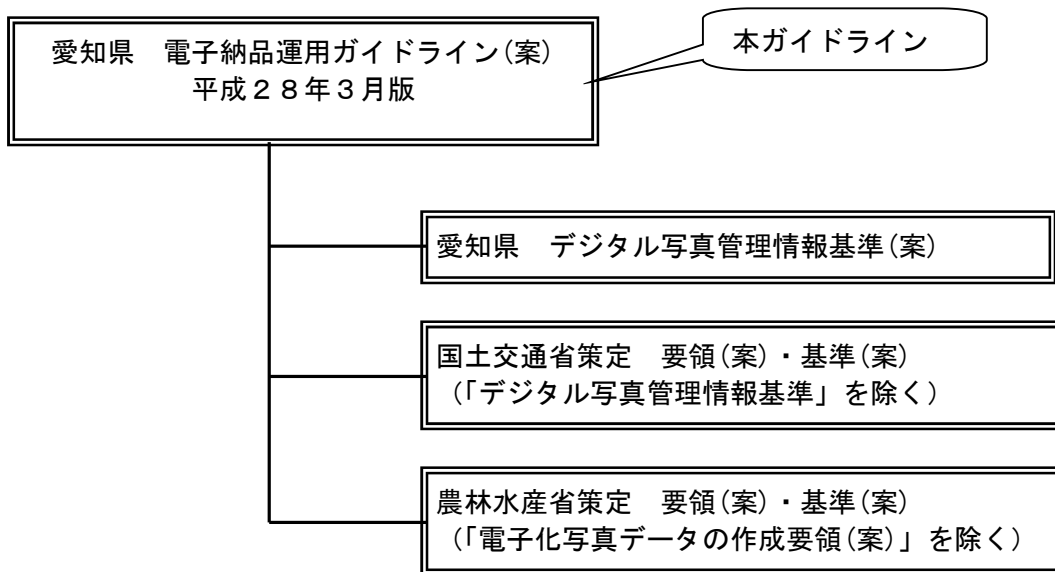 愛知県　電子納品運用ガイドライン(案)
平成２８年３月版
本ガイドライン
愛知県　デジタル写真管理情報基準(案)
国土交通省策定　要領(案)・基準(案)
(「デジタル写真管理情報基準」を除く)
農林水産省策定　要領(案)・基準(案)
(「電子化写真データの作成要領(案)」を除く)